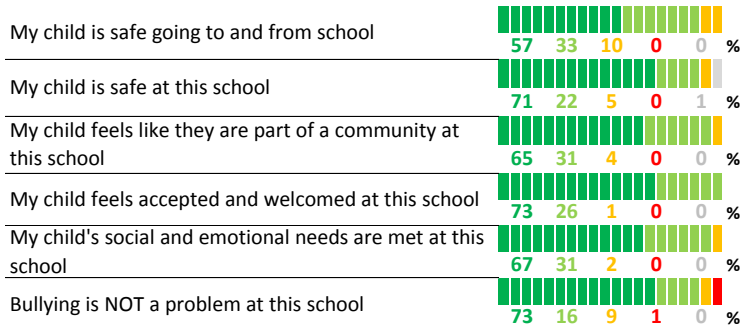 My child is safe going to and from school
57 33 10 0 0 %
My child is safe at this school
71 22 5 0 1 %
My child feels like they are part of a community at
this school
65 31 4 0 0 %
My child feels accepted and welcomed at this school
73 26 1 0 0 %
My child's social and emotional needs are met at this
school
67 31 2 0 0 %
Bullying is NOT a problem at this school
73 16 9 1 0 %